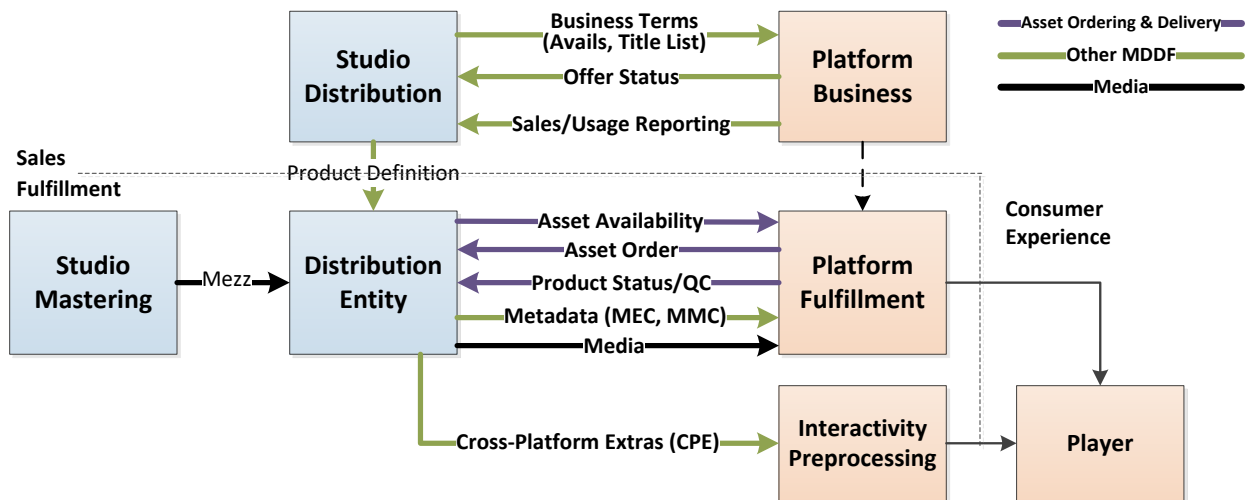 Business Terms
(Avails, Title List)
Studio
Distribution
Offer Status
Platform
Business
Sales/Usage Reporting
Asset Ordering & Delivery
Other MDDF
Media
Sales
Fulfillment
Product Definition
Studio
Mastering
Mezz
Distribution
Entity
Asset Availability
Asset Order
Product Status/QC
Metadata (MEC, MMC)
Media
Platform
Fulfillment
Consumer
Experience
Cross-Platform Extras (CPE)
Interactivity
Preprocessing
Player